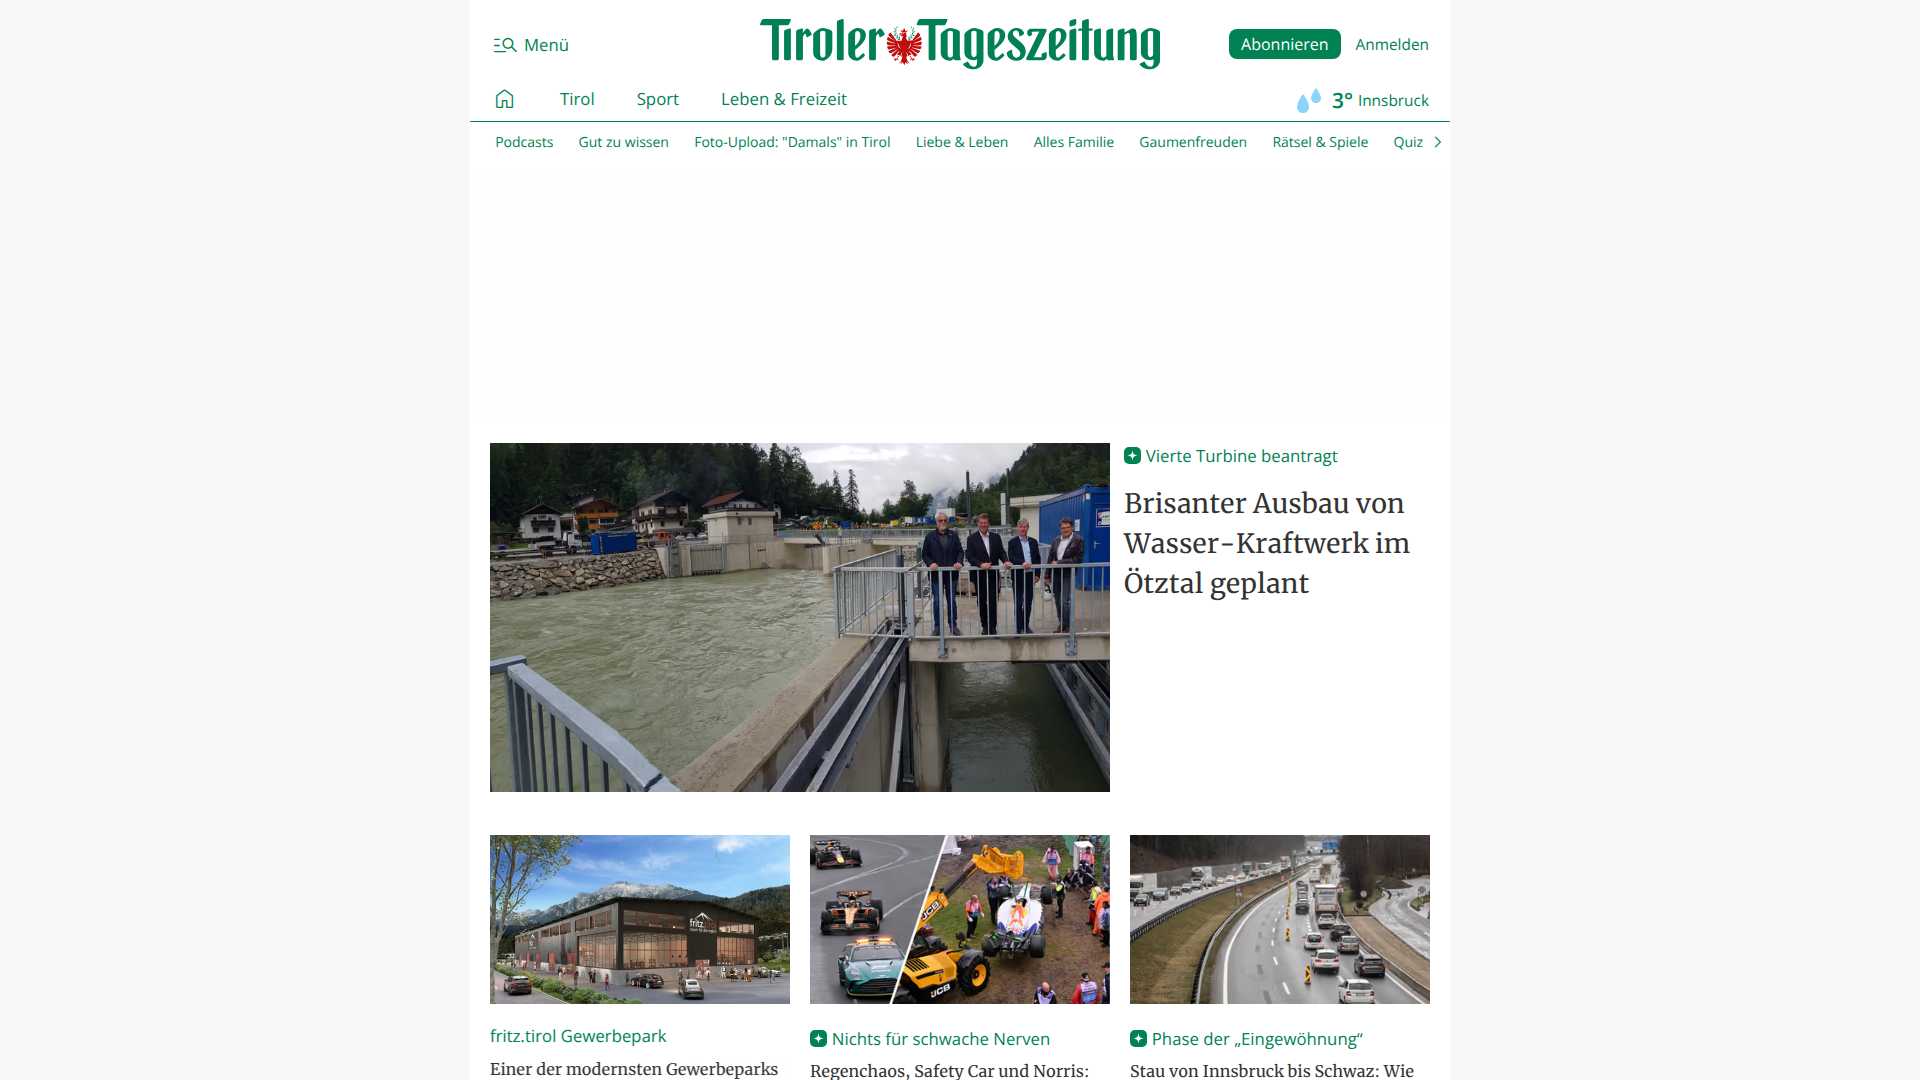 Menü
Tiroler Tageszeitung
Abonnieren
Anmelden
Tirol
Sport
Leben & Freizeit
3° Innsbruck
Podcasts
Gut zu wissen
Foto-Upload: "Damals" in Tirol
Liebe & Leben
Alles Familie
Gaumenfreuden
Rätsel & Spiele
Quiz
Vierte Turbine beantragt
Brisanter Ausbau von
Wasser-Kraftwerk im
Ötztal geplant
fritz
JCB
JCB
fritz.tirol Gewerbepark
Einer der modernsten Gewerbeparks
Nichts für schwache Nerven
Regenchaos, Safety Car und Norris:
Phase der „Eingewöhnung“
Stau von Innsbruck bis Schwaz: Wie